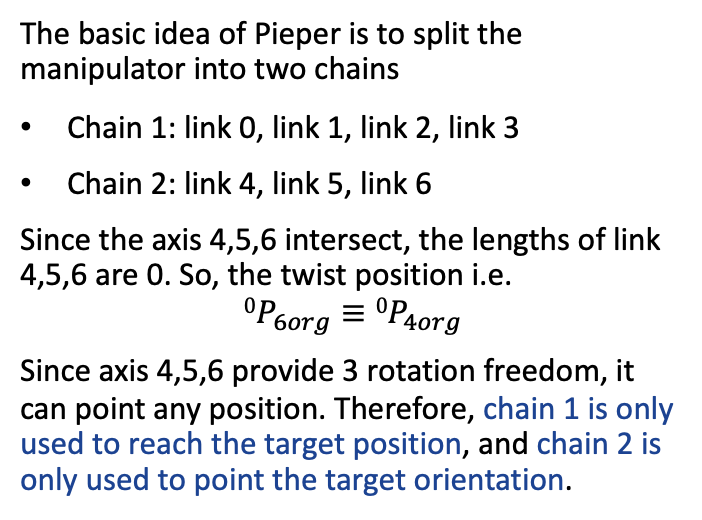 The basic idea of Pieper is to split the
manipulator into two chains
• Chain 1: link 0, link 1, link 2, link 3
• Chain 2: link 4, link 5, link 6
Since the axis 4,5,6 intersect, the lengths of link
4,5,6 are 0. So, the twist position i.e.
⁰P₆ₒᵣg ≡ ⁰P₄ₒᵣg
Since axis 4,5,6 provide 3 rotation freedom, it
can point any position. Therefore, chain 1 is only
used to reach the target position, and chain 2 is
only used to point the target orientation.